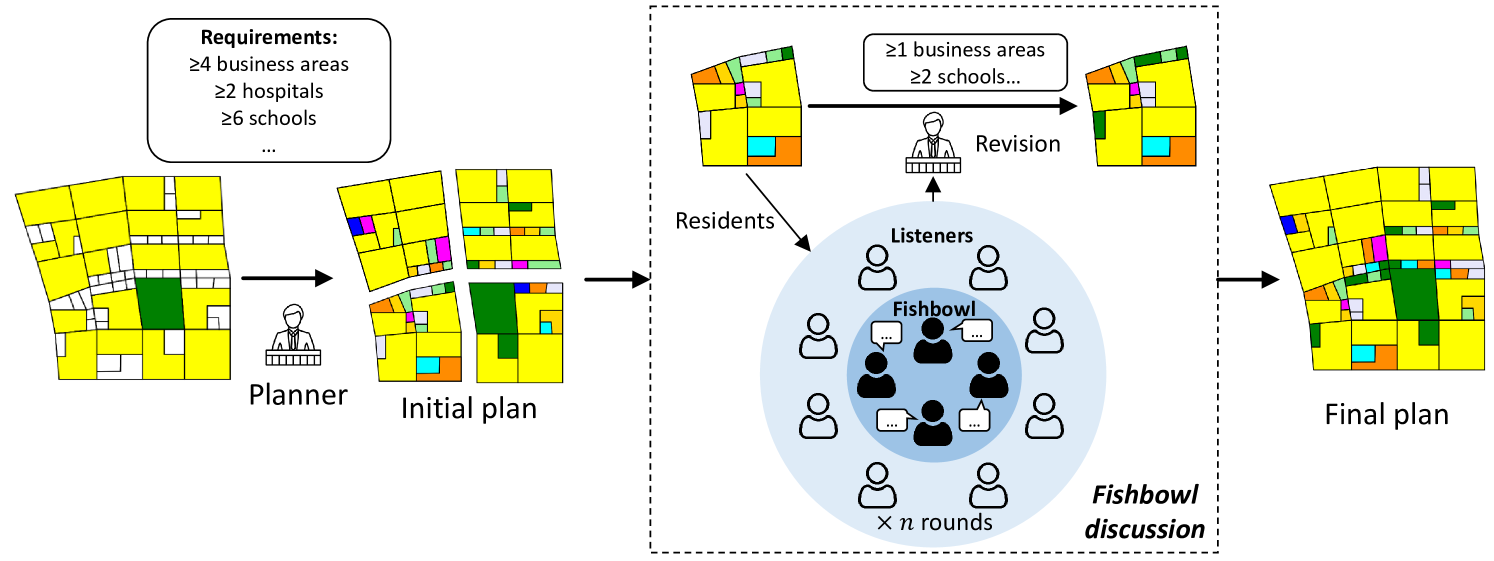 Requirements:
≥4 business areas
≥2 hospitals
≥6 schools
...
Planner
Initial plan
≥1 business areas
≥2 schools...
Revision
Residents
Listeners
Fishbowl
...
...
...
...
× n rounds
Fishbowl
discussion
Final plan